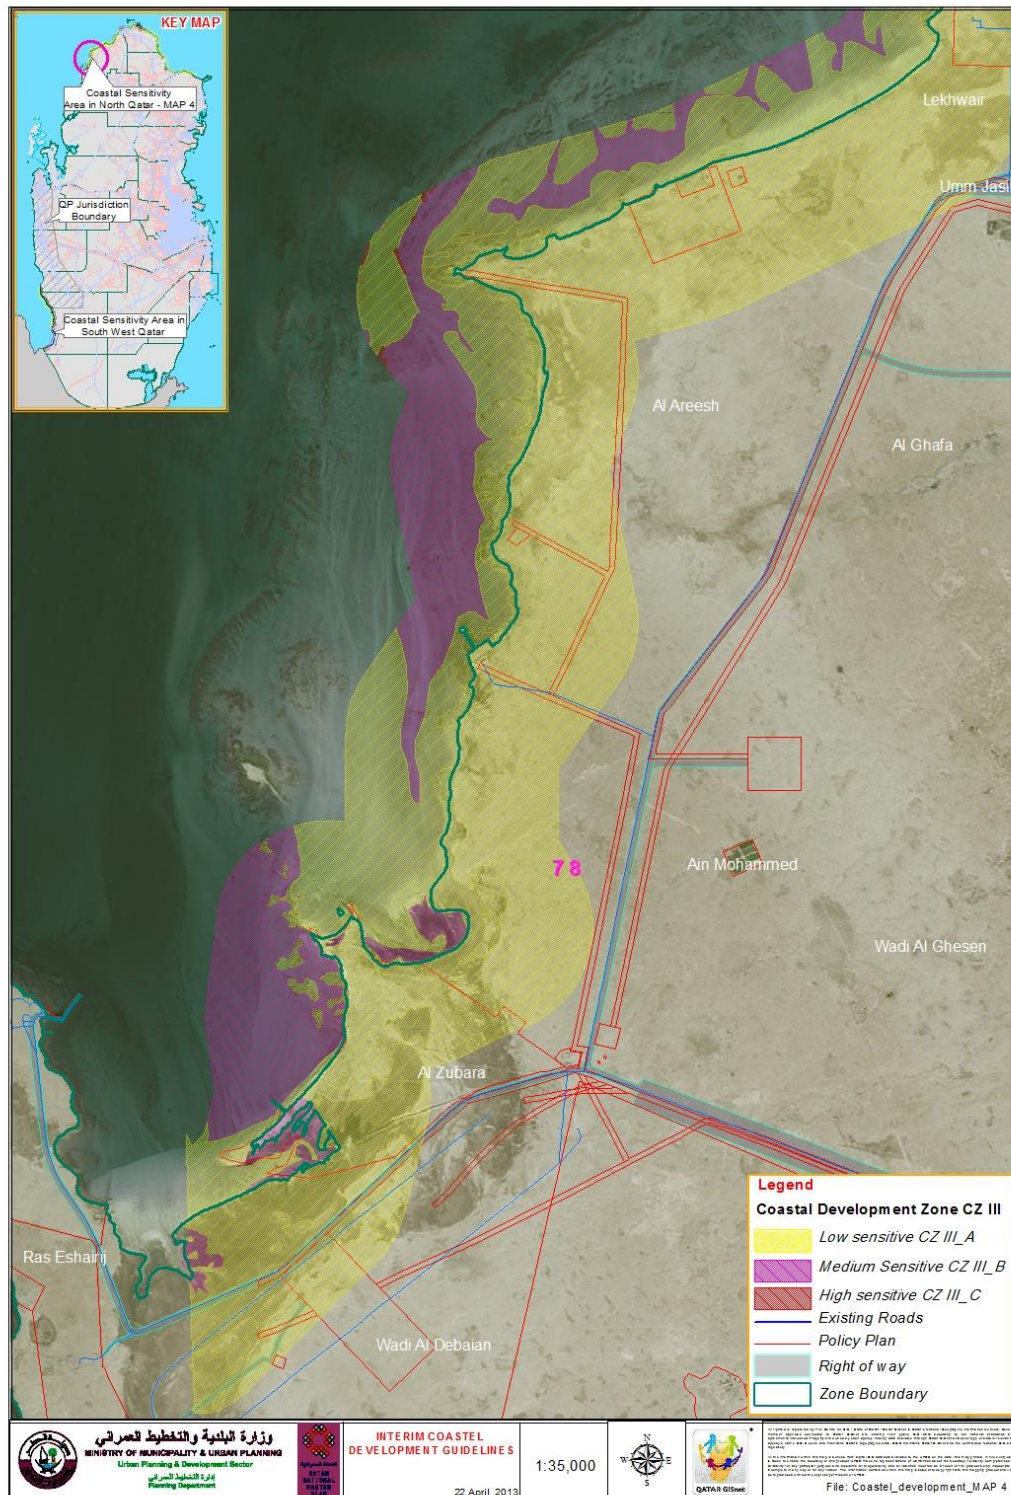 KEY MAP
Coastal Sensitivity
Area in North Qatar - MAP 4
QP Jurisdiction
Boundary
Coastal Sensitivity Area in
South West Qatar
Lekhwair
Umm Jasi
Al Areesh
Al Ghafa
78
Ain Mohammed
Wadi Al Ghesen
Al Zubara
Ras Eshairij
Wadi Al Debaian
Legend
Coastal Development Zone CZ III
Low sensitive CZ III_A
Medium Sensitive CZ III_B
High sensitive CZ III_C
Existing Roads
Policy Plan
Right of way
Zone Boundary
وزارة البلدية والتخطيط العمراني
MINISTRY OF MUNICIPALITY & URBAN PLANNING
Urban Planning & Development Sector
إدارة التخطيط العمراني
Planning Department
QATAR
NATIONAL
MASTER
PLAN
INTERIM COASTEL
DEVELOPMENT GUIDELINES
22 April, 2013
1:35,000
N
W
E
S
QATAR GISnet
File: Coastel_development_MAP 4